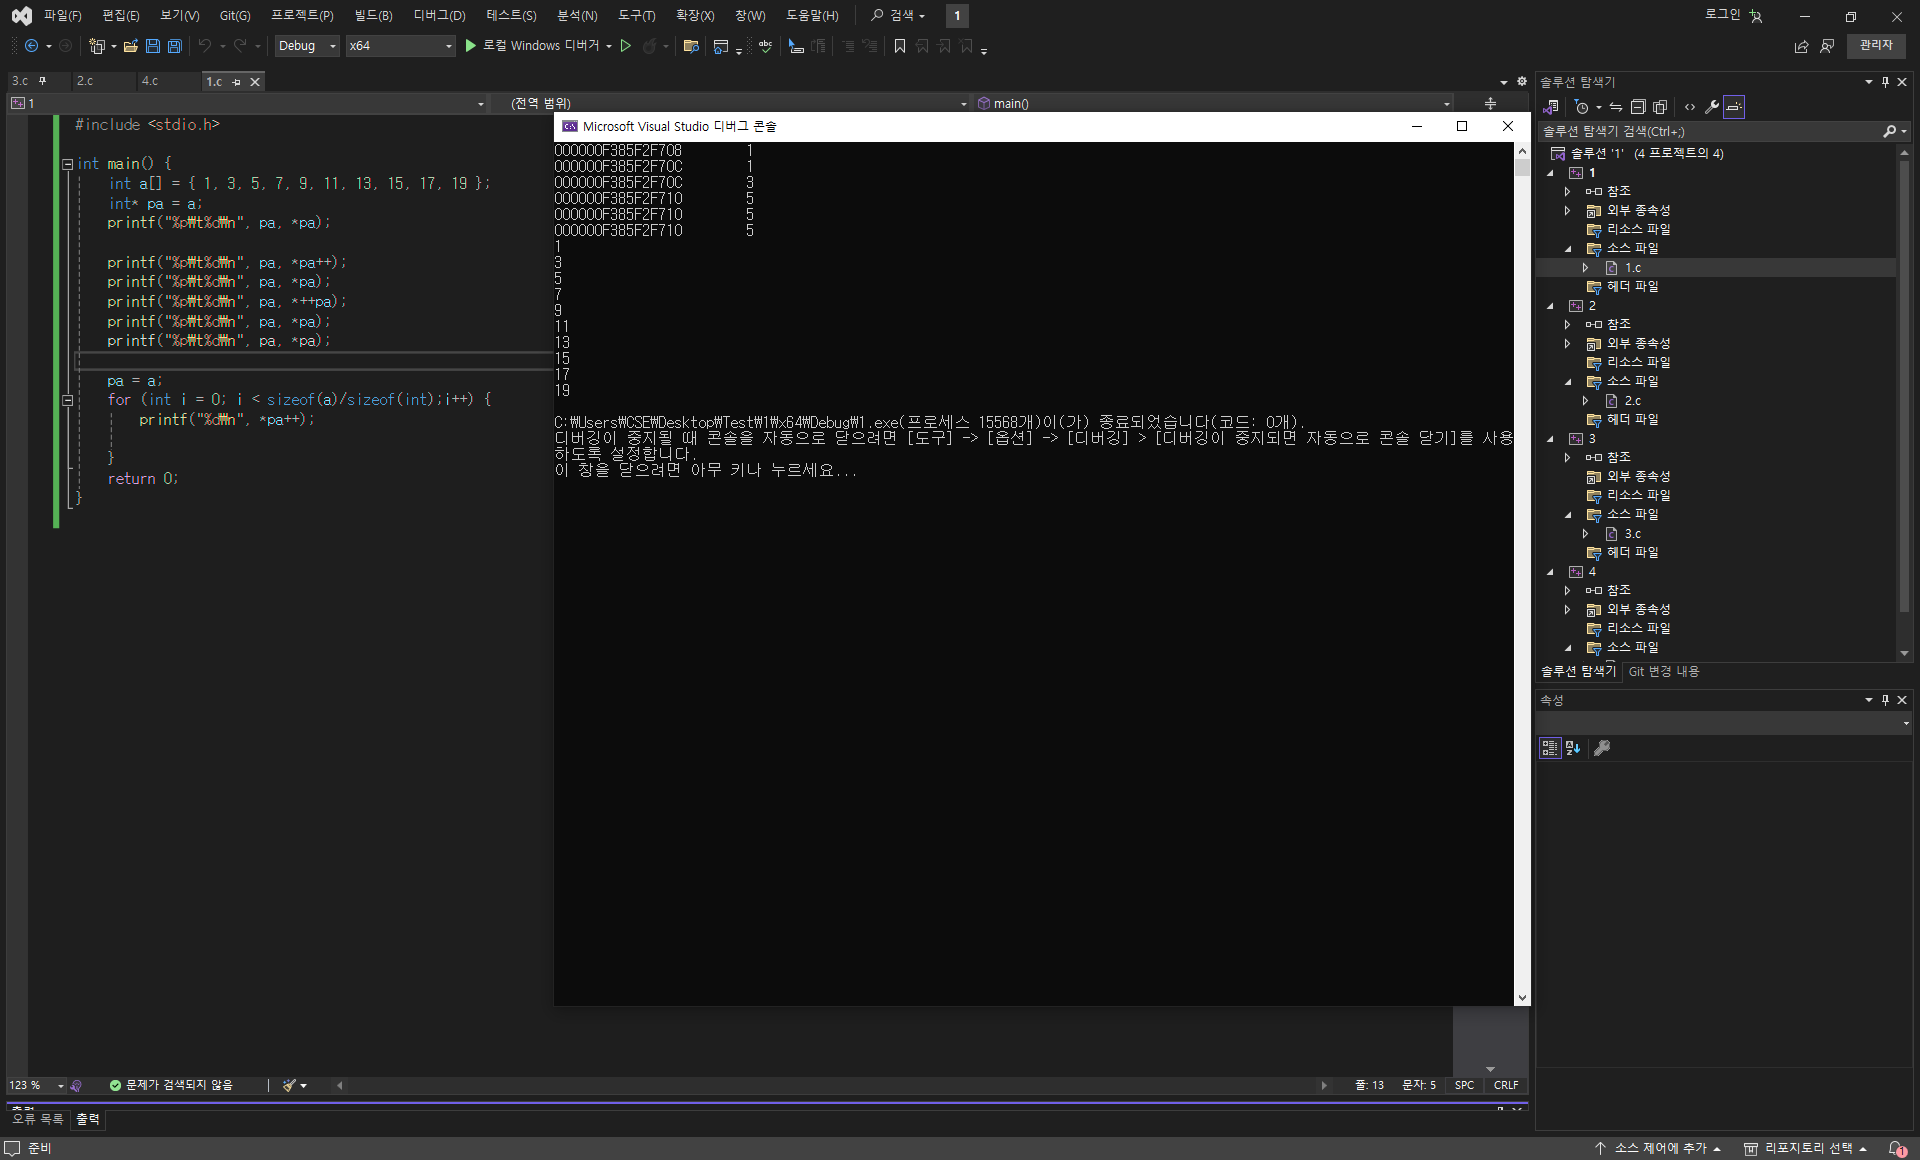 파일(F) 편집(E) 보기(V) Git(G) 프로젝트(P) 빌드(B) 디버그(D) 테스트(S) 분석(N) 도구(T) 확장(X) 창(W) 도움말(H) 검색 1 로그인
Debug x64 로컬 Windows 디버거 관리자
3.c 2.c 4.c 1.c
1 (전역 범위) main()
#include <stdio.h>
int main() {
int a[] = { 1, 3, 5, 7, 9, 11, 13, 15, 17, 19 };
int* pa = a;
printf("%p₩t%d₩n", pa, *pa);
printf("%p₩t%d₩n", pa, *pa++);
printf("%p₩t%d₩n", pa, *pa);
printf("%p₩t%d₩n", pa, *++pa);
printf("%p₩t%d₩n", pa, *pa);
printf("%p₩t%d₩n", pa, *pa);
pa = a;
for (int i = 0; i < sizeof(a)/sizeof(int);i++) {
printf("%d₩n", *pa++);
}
return 0;
}
Microsoft Visual Studio 디버그 콘솔
000000F385F2F708 1
000000F385F2F70C 1
000000F385F2F70C 3
000000F385F2F710 5
000000F385F2F710 5
000000F385F2F710 5
1
3
5
7
9
11
13
15
17
19
C:₩Users₩CSE₩Desktop₩Test₩1₩x64₩Debug₩1.exe(프로세스 15568개)이(가) 종료되었습니다(코드: 0개).
디버깅이 중지될 때 콘솔을 자동으로 닫으려면 [도구] -> [옵션] -> [디버깅] > [디버깅이 중지되면 자동으로 콘솔 닫기]를 사용
하도록 설정합니다.
이 창을 닫으려면 아무 키나 누르세요...
솔루션 탐색기
솔루션 탐색기 검색(Ctrl+;)
솔루션 '1' (4 프로젝트의 4)
1
참조
외부 종속성
리소스 파일
소스 파일
1.c
헤더 파일
2
참조
외부 종속성
리소스 파일
소스 파일
2.c
헤더 파일
3
참조
외부 종속성
리소스 파일
소스 파일
3.c
헤더 파일
4
참조
외부 종속성
리소스 파일
소스 파일
솔루션 탐색기 Git 변경 내용
속성
123 % 문제가 검색되지 않음 줄: 13 문자: 5 SPC CRLF
출력
오류 목록 출력
준비 소스 제어에 추가 리포지토리 선택 1